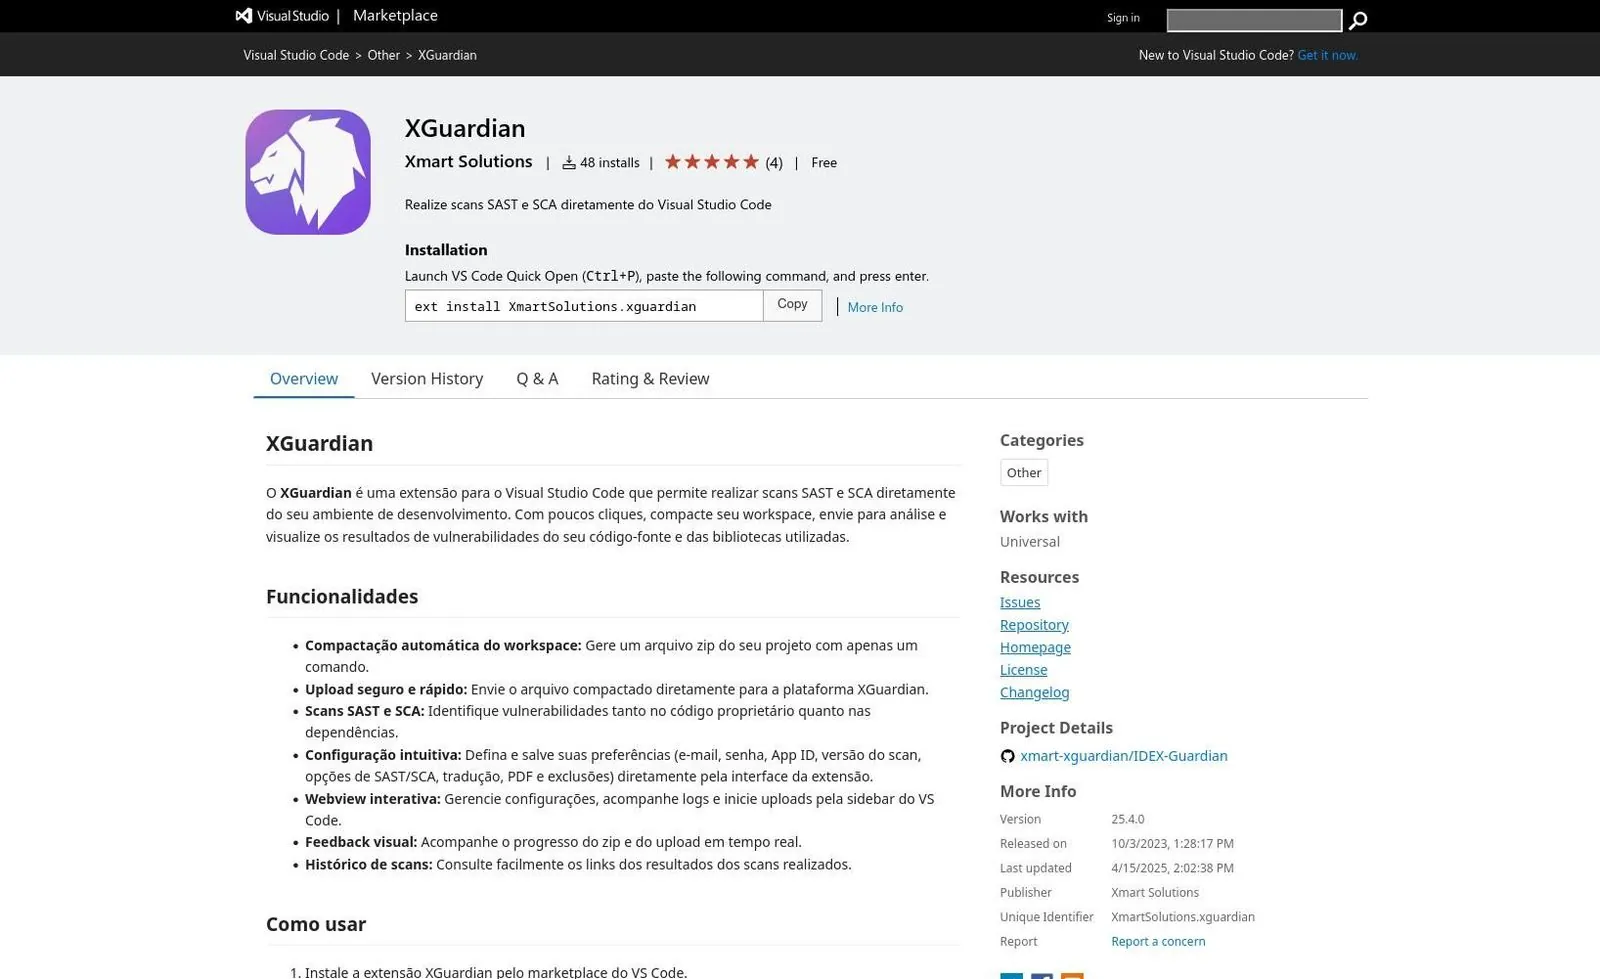 Visual Studio | Marketplace
Sign in
Visual Studio Code > Other > XGuardian
New to Visual Studio Code? Get it now.
XGuardian
Xmart Solutions | 48 installs | (4) | Free
Realize scans SAST e SCA diretamente do Visual Studio Code
Installation
Launch VS Code Quick Open (Ctrl+P), paste the following command, and press enter.
ext install XmartSolutions.xguardian
Copy
More Info
Overview Version History Q & A Rating & Review
XGuardian
O XGuardian é uma extensão para o Visual Studio Code que permite realizar scans SAST e SCA diretamente
do seu ambiente de desenvolvimento. Com poucos cliques, compacte seu workspace, envie para análise e
visualize os resultados de vulnerabilidades do seu código-fonte e das bibliotecas utilizadas.
Funcionalidades
• Compactação automática do workspace: Gere um arquivo zip do seu projeto com apenas um
comando.
• Upload seguro e rápido: Envie o arquivo compactado diretamente para a plataforma XGuardian.
• Scans SAST e SCA: Identifique vulnerabilidades tanto no código proprietário quanto nas
dependências.
• Configuração intuitiva: Defina e salve suas preferências (e-mail, senha, App ID, versão do scan,
opções de SAST/SCA, tradução, PDF e exclusões) diretamente pela interface da extensão.
• Webview interativa: Gerencie configurações, acompanhe logs e inicie uploads pela sidebar do VS
Code.
• Feedback visual: Acompanhe o progresso do zip e do upload em tempo real.
• Histórico de scans: Consulte facilmente os links dos resultados dos scans realizados.
Como usar
1. Instale a extensão XGuardian pelo marketplace do VS Code.
Categories
Other
Works with
Universal
Resources
Issues
Repository
Homepage
License
Changelog
Project Details
xmart-xguardian/IDEX-Guardian
More Info
Version 25.4.0
Released on 10/3/2023, 1:28:17 PM
Last updated 4/15/2025, 2:02:38 PM
Publisher Xmart Solutions
Unique Identifier XmartSolutions.xguardian
Report Report a concern